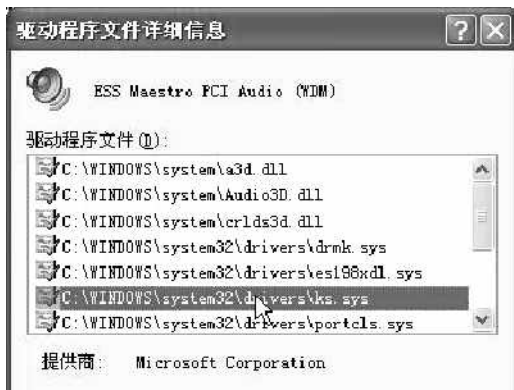 驱动程序文件详细信息
ESS Maestro PCI Audio (WDM)
驱动程序文件(D):
C:\WINDOWS\system\a3d.dll
C:\WINDOWS\system\Audio3D.dll
C:\WINDOWS\system\crlds3d.dll
C:\WINDOWS\system32\drivers\drmk.sys
C:\WINDOWS\system32\drivers\es198xdl.sys
C:\WINDOWS\system32\drivers\ks.sys
C:\WINDOWS\system32\drivers\portcls.sys
提供商: Microsoft Corporation